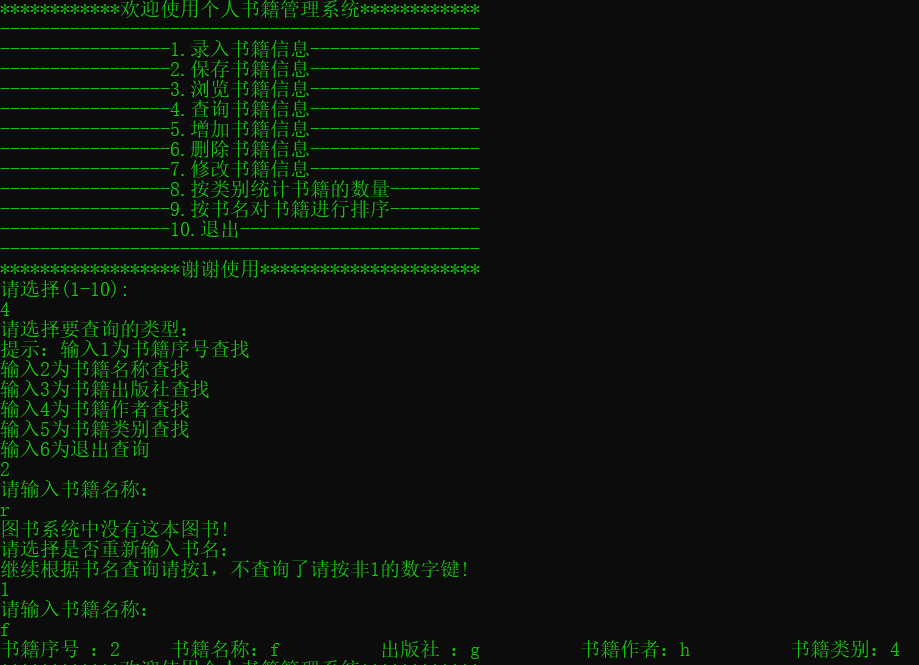 ************欢迎使用个人书籍管理系统************
------------------------------------------------
-----------------1.录入书籍信息-----------------
-----------------2.保存书籍信息-----------------
-----------------3.浏览书籍信息-----------------
-----------------4.查询书籍信息-----------------
-----------------5.增加书籍信息-----------------
-----------------6.删除书籍信息-----------------
-----------------7.修改书籍信息-----------------
-----------------8.按类别统计书籍的数量---------
-----------------9.按书名对书籍进行排序---------
-----------------10.退出------------------------
------------------------------------------------
******************谢谢使用**********************
请选择(1-10):
4
请选择要查询的类型：
提示：输入1为书籍序号查找
输入2为书籍名称查找
输入3为书籍出版社查找
输入4为书籍作者查找
输入5为书籍类别查找
输入6为退出查询
2
请输入书籍名称：
r
图书系统中没有这本图书!
请选择是否重新输入书名：
继续根据书名查询请按1，不查询了请按非1的数字键!
1
请输入书籍名称：
f
书籍序号 ：2     书籍名称：f          出版社 ：g          书籍作者：h          书籍类别：4
************欢迎使用个人书籍管理系统************